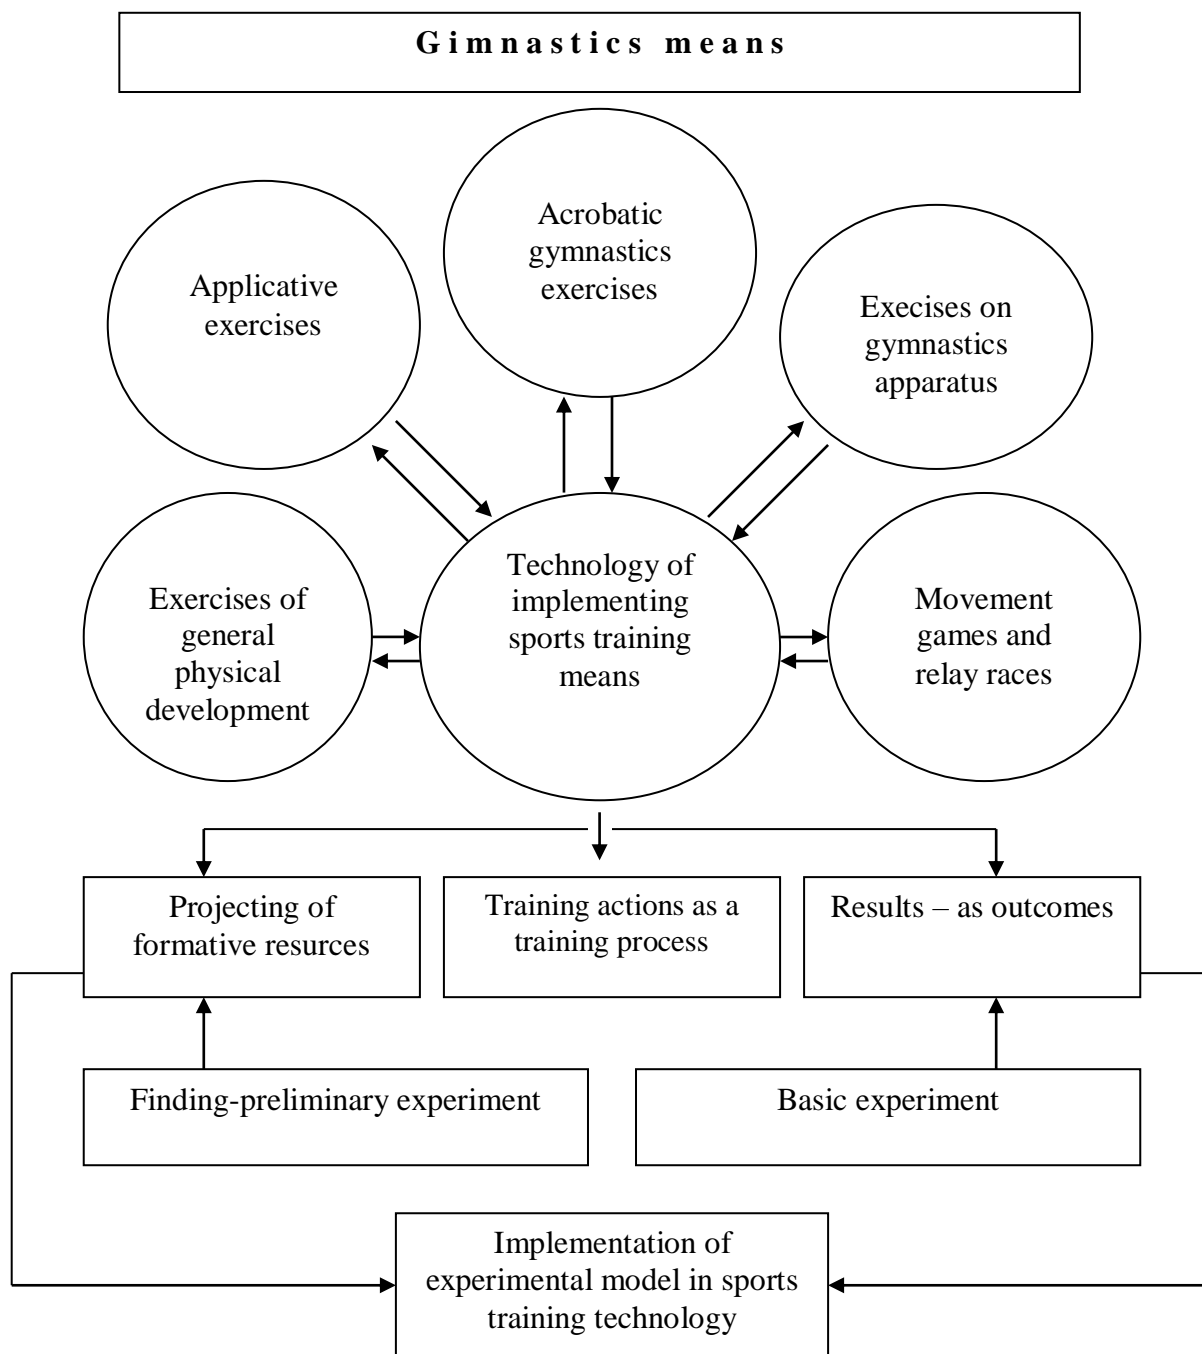 Gimnastics means
Acrobatic
gymnastics
exercises
Applicative
exercises
Execises on
gymnastics
apparatus
Exercises of
general
physical
development
Technology of
implementing
sports training
means
Movement
games and
relay races
Projecting of
formative resurces
Training actions as a
training process
Results – as outcomes
Finding-preliminary experiment
Basic experiment
Implementation of
experimental model in sports
training technology